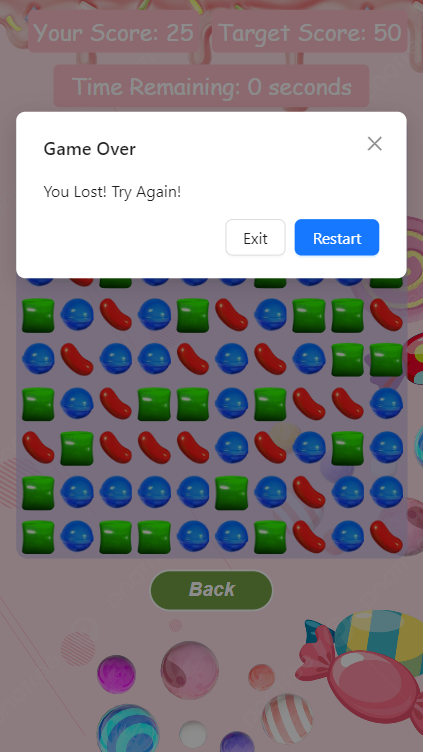 Your Score: 25 Target Score: 50
Time Remaining: 0 seconds
Game Over
You Lost! Try Again!
Exit Restart
Back